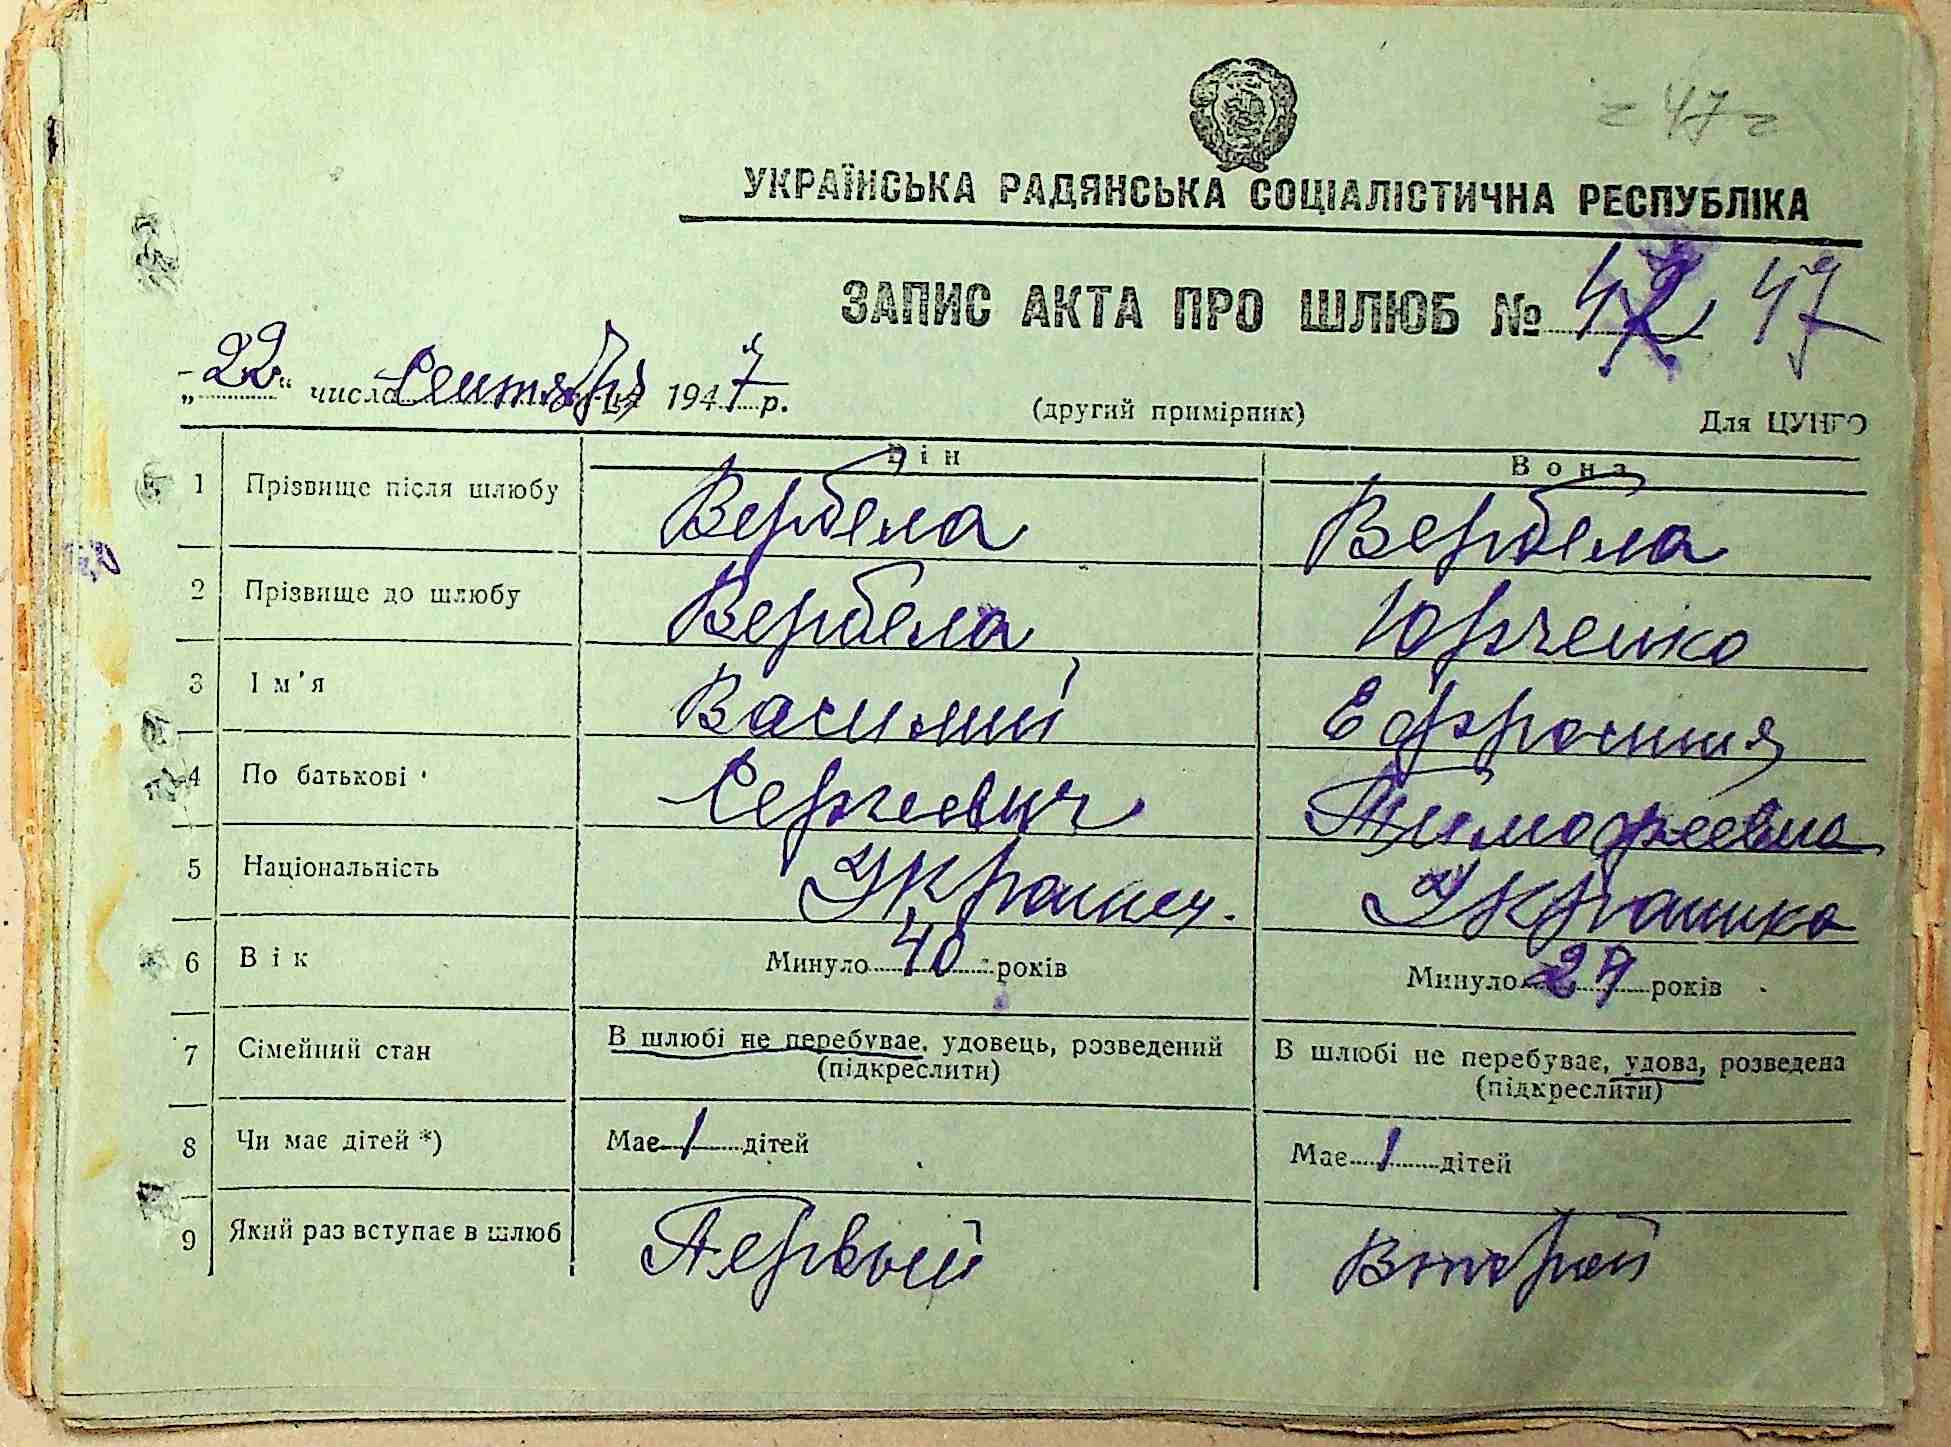 47
УКРАЇНСЬКА РАДЯНСЬКА СОЦІАЛІСТИЧНА РЕСПУБЛІКА
ЗАПИС АКТА ПРО ШЛЮБ № 47
„22“ числа Сентября 1947 р. (другий примірник) Для ЦУНГО
Він Вона
1 Прізвище після шлюбу Вербела Вербела
2 Прізвище до шлюбу Вербела Юрченко
3 Ім'я Василий Ефросиния
4 По батькові Сергеевич Тимофеевна
5 Національність Украинец. Украинка
6 Вік Минуло 40 років Минуло 27 років
7 Сімейний стан В шлюбі не перебуває, удовець, розведений В шлюбі не перебуває, удова, розведена
(підкреслити) (підкреслити)
8 Чи має дітей *) Має 1 дітей Має 1 дітей
9 Який раз вступає в шлюб Первый Второй